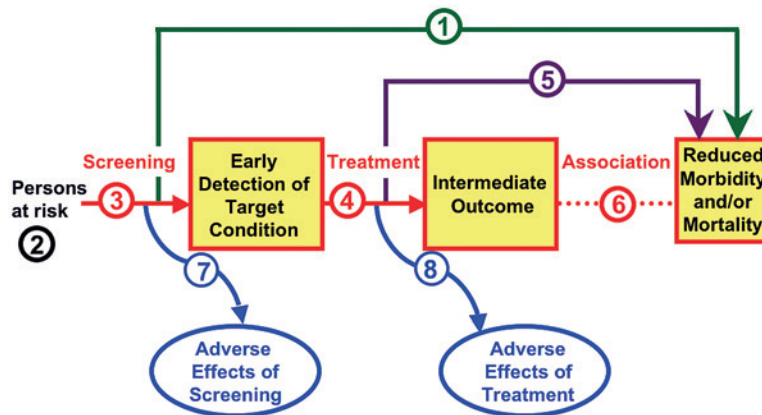 1
5
Screening
Early
Detection of
Target
Condition
Treatment
Intermediate
Outcome
Association
Reduced
Morbidity
and/or
Mortality
Persons
at risk
2
3
4
6
7
8
Adverse
Effects of
Screening
Adverse
Effects of
Treatment